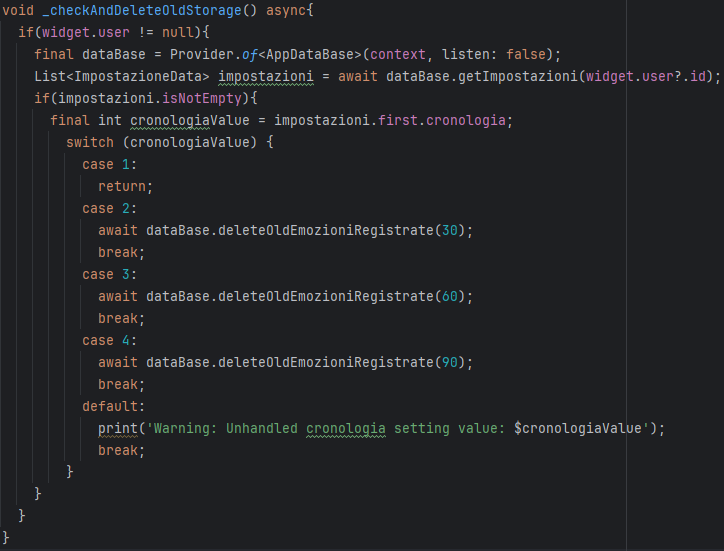 void _checkAndDeleteOldStorage() async{
  if(widget.user != null){
    final dataBase = Provider.of<AppDataBase>(context, listen: false);
    List<ImpostazioneData> impostazioni = await dataBase.getImpostazioni(widget.user?.id);
    if(impostazioni.isNotEmpty){
      final int cronologiaValue = impostazioni.first.cronologia;
        switch (cronologiaValue) {
          case 1:
            return;
          case 2:
            await dataBase.deleteOldEmozioniRegistrate(30);
            break;
          case 3:
            await dataBase.deleteOldEmozioniRegistrate(60);
            break;
          case 4:
            await dataBase.deleteOldEmozioniRegistrate(90);
            break;
          default:
            print('Warning: Unhandled cronologia setting value: $cronologiaValue');
            break;
        }
    }
  }
}